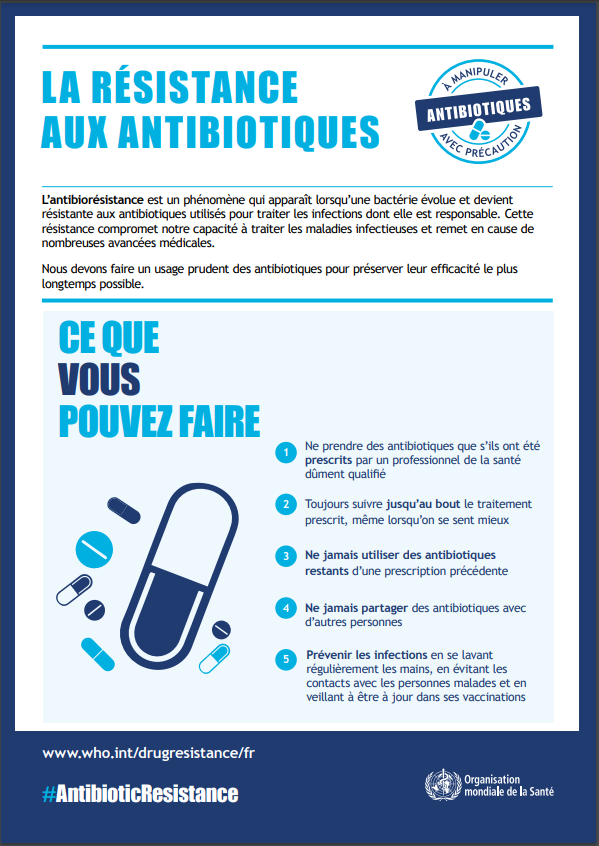 LA RÉSISTANCE
AUX ANTIBIOTIQUES
À MANIPULER
ANTIBIOTIQUES
AVEC PRÉCAUTION
L'antibiorésistance est un phénomène qui apparaît lorsqu'une bactérie évolue et devient
résistante aux antibiotiques utilisés pour traiter les infections dont elle est responsable. Cette
résistance compromet notre capacité à traiter les maladies infectieuses et remet en cause de
nombreuses avancées médicales.
Nous devons faire un usage prudent des antibiotiques pour préserver leur efficacité le plus
longtemps possible.
CE QUE
VOUS
POUVEZ FAIRE
1 Ne prendre des antibiotiques que s'ils ont été
prescrits par un professionnel de la santé
dûment qualifié
2 Toujours suivre jusqu'au bout le traitement
prescrit, même lorsqu'on se sent mieux
3 Ne jamais utiliser des antibiotiques
restants d'une prescription précédente
4 Ne jamais partager des antibiotiques avec
d'autres personnes
5 Prévenir les infections en se lavant
régulièrement les mains, en évitant les
contacts avec les personnes malades et en
veillant à être à jour dans ses vaccinations
www.who.int/drugresistance/fr
#AntibioticResistance
Organisation
mondiale de la Santé